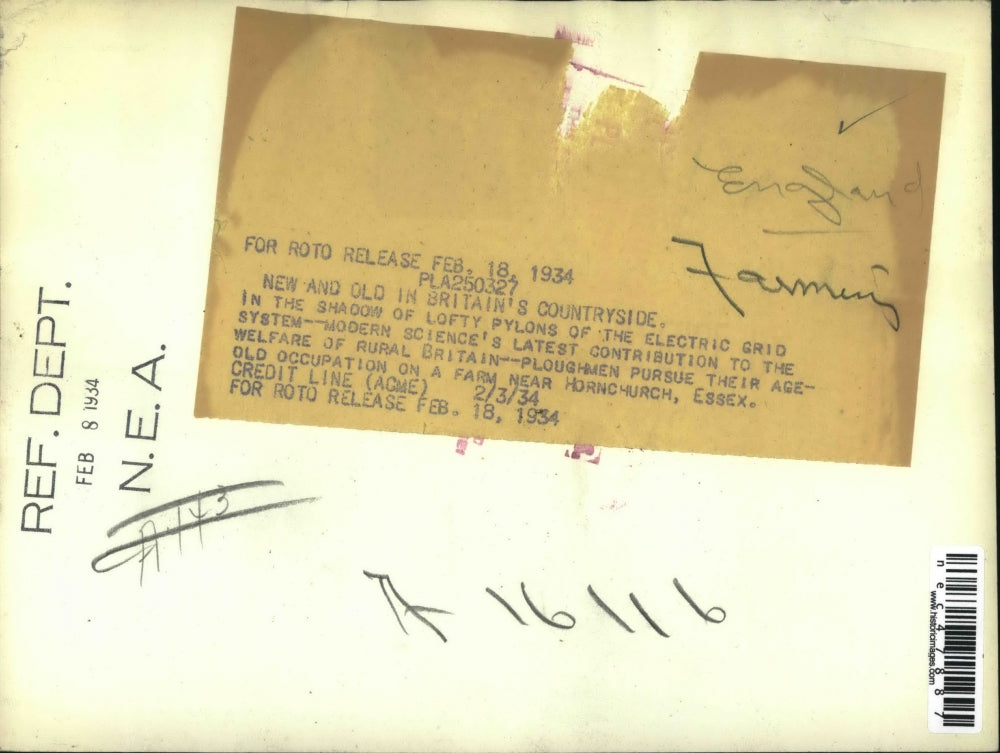 England
Farming
FOR ROTO RELEASE FEB. 18, 1934
PLA250327
NEW AND OLD IN BRITAIN'S COUNTRYSIDE.
IN THE SHADOW OF LOFTY PYLONS OF THE ELECTRIC GRID
SYSTEM--MODERN SCIENCE'S LATEST CONTRIBUTION TO THE
WELFARE OF RURAL BRITAIN--PLOUGHMEN PURSUE THEIR AGE-
OLD OCCUPATION ON A FARM NEAR HORNCHURCH, ESSEX.
CREDIT LINE (ACME) 2/3/34
FOR ROTO RELEASE FEB. 18, 1934
REF. DEPT.
FEB 8 1934
N. E. A.
A-143
A 16116
nec47887
www.historicimages.com